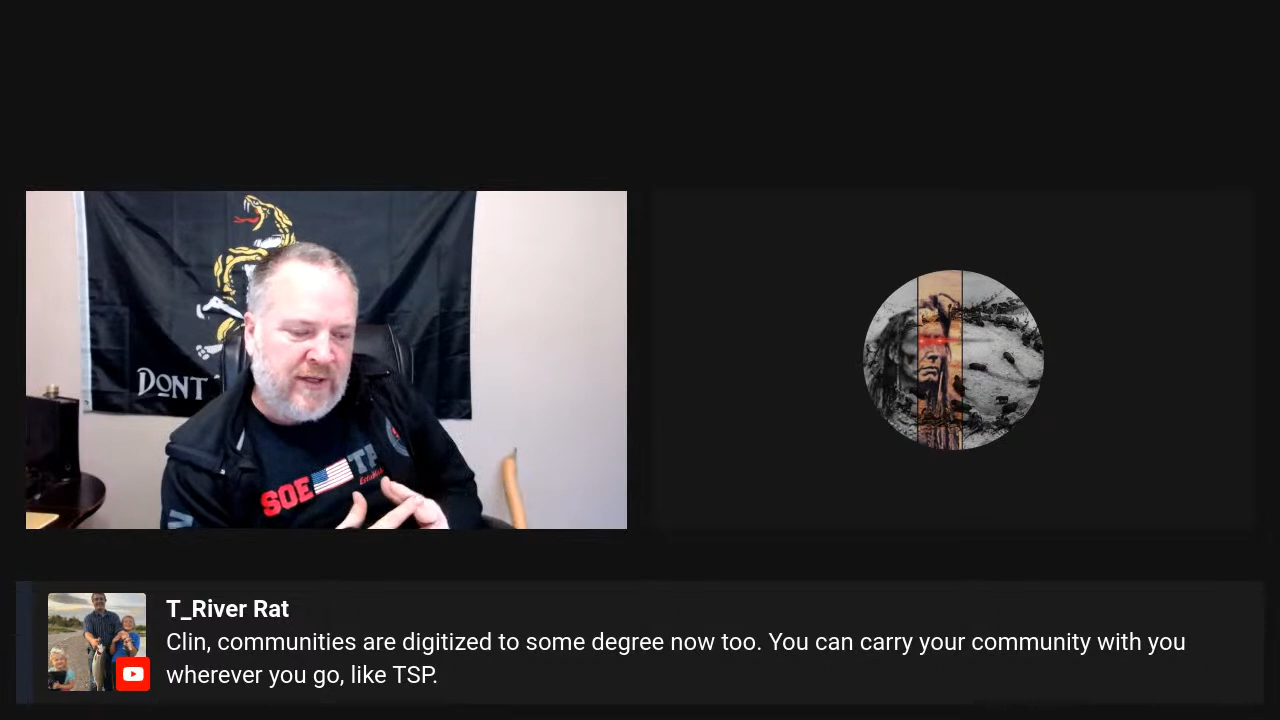 DONT
SOE TP
T_River Rat
Clin, communities are digitized to some degree now too. You can carry your community with you
wherever you go, like TSP.